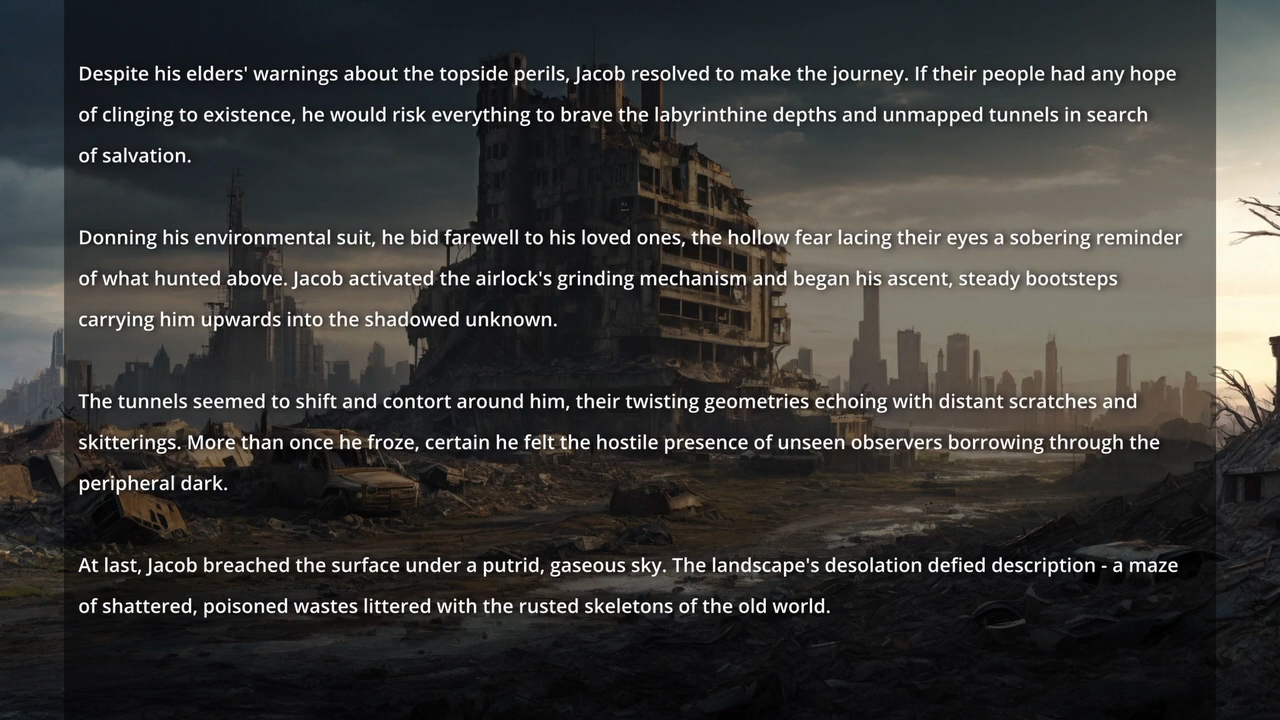 Despite his elders' warnings about the topside perils, Jacob resolved to make the journey. If their people had any hope
of clinging to existence, he would risk everything to brave the labyrinthine depths and unmapped tunnels in search
of salvation.
Donning his environmental suit, he bid farewell to his loved ones, the hollow fear lacing their eyes a sobering reminder
of what hunted above. Jacob activated the airlock's grinding mechanism and began his ascent, steady bootsteps
carrying him upwards into the shadowed unknown.
The tunnels seemed to shift and contort around him, their twisting geometries echoing with distant scratches and
skitterings. More than once he froze, certain he felt the hostile presence of unseen observers borrowing through the
peripheral dark.
At last, Jacob breached the surface under a putrid, gaseous sky. The landscape's desolation defied description - a maze
of shattered, poisoned wastes littered with the rusted skeletons of the old world.